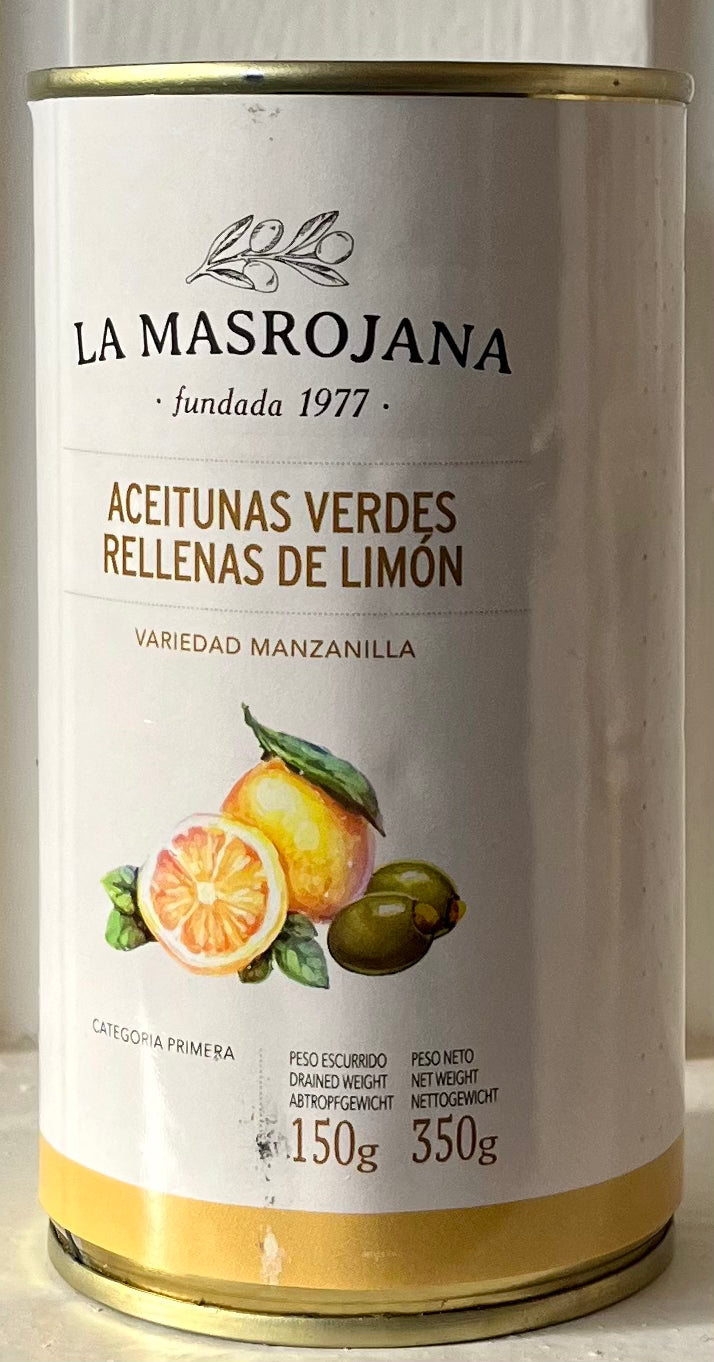 LA MASROJANA
· fundada 1977 ·
ACEITUNAS VERDES
RELLENAS DE LIMÓN
VARIEDAD MANZANILLA
CATEGORIA PRIMERA
PESO ESCURRIDO
DRAINED WEIGHT
ABTROPFGEWICHT
150g
PESO NETO
NET WEIGHT
NETTOGEWICHT
350g